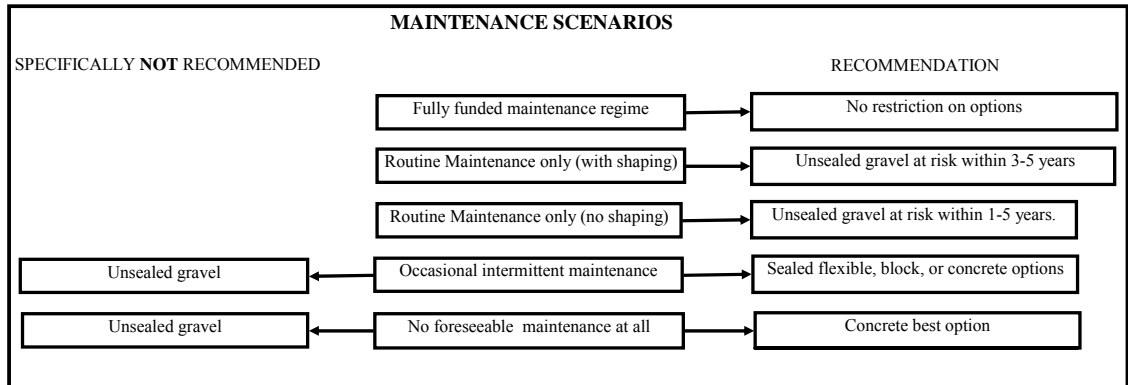 MAINTENANCE SCENARIOS
SPECIFICALLY NOT RECOMMENDED
RECOMMENDATION
Fully funded maintenance regime
No restriction on options
Routine Maintenance only (with shaping)
Unsealed gravel at risk within 3-5 years
Routine Maintenance only (no shaping)
Unsealed gravel at risk within 1-5 years.
Unsealed gravel
Occasional intermittent maintenance
Sealed flexible, block, or concrete options
Unsealed gravel
No foreseeable maintenance at all
Concrete best option